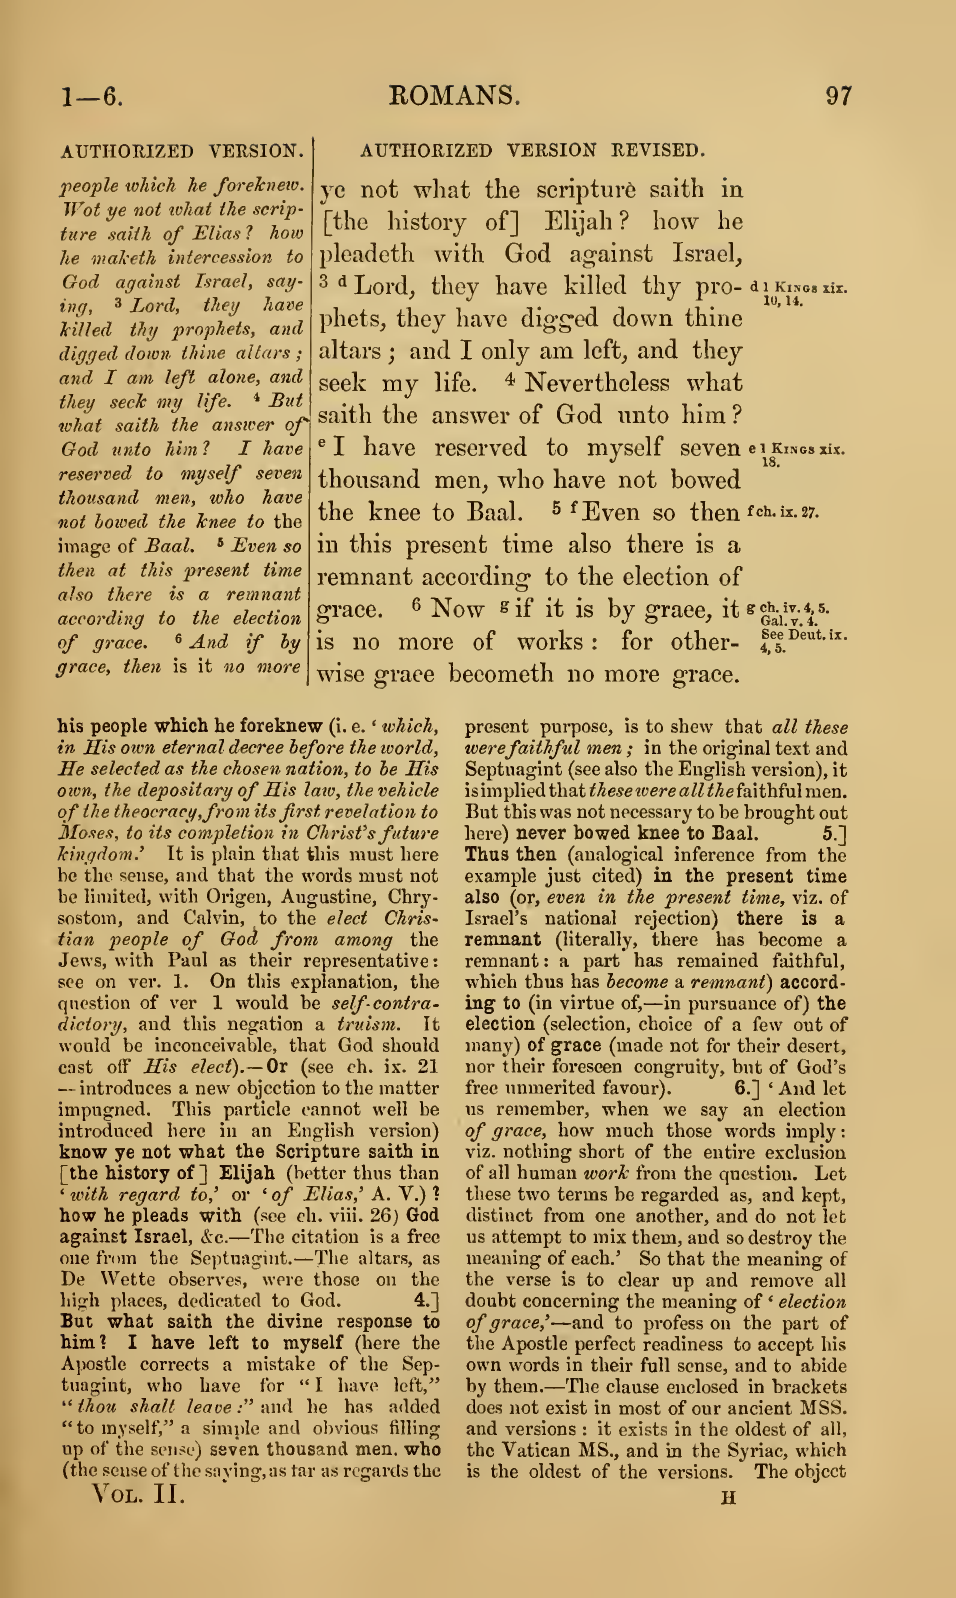 1—6. ROMANS. 97
AUTHORIZED VERSION.
people which he foreknew.
Wot ye not what the scrip-
ture saith of Elias? how
he maketh intercession to
God against Israel, say-
ing, 3 Lord, they have
killed thy prophets, and
digged down thine altars;
and I am left alone, and
they seek my life. 4 But
what saith the answer of
God unto him? I have
reserved to myself seven
thousand men, who have
not bowed the knee to the
image of Baal. 5 Even so
then at this present time
also there is a remnant
according to the election
of grace. 6 And if by
grace, then is it no more
AUTHORIZED VERSION REVISED.
ye not what the scripture saith in
[the history of] Elijah? how he
pleadeth with God against Israel,
3 d Lord, they have killed thy pro-
phets, they have digged down thine
altars; and I only am left, and they
seek my life. 4 Nevertheless what
saith the answer of God unto him?
e I have reserved to myself seven
thousand men, who have not bowed
the knee to Baal. 5 f Even so then
in this present time also there is a
remnant according to the election of
grace. 6 Now g if it is by grace, it
is no more of works: for other-
wise grace becometh no more grace.
d 1 KINGS xix.
10, 14.
e 1 KINGS xix.
18.
f ch. ix. 27.
g ch. iv. 4, 5.
Gal. v. 4.
See Deut. ix.
4, 5.
his people which he foreknew (i. e. 'which,
in His own eternal decree before the world,
He selected as the chosen nation, to be His
own, the depositary of His law, the vehicle
of the theocracy, from its first revelation to
Moses, to its completion in Christ's future
kingdom.' It is plain that this must here
be the sense, and that the words must not
be limited, with Origen, Augustine, Chry-
sostom, and Calvin, to the elect Chris-
tian people of God from among the
Jews, with Paul as their representative:
see on ver. 1. On this explanation, the
question of ver 1 would be self-contra-
dictory, and this negation a truism. It
would be inconceivable, that God should
cast off His elect).—Or (see ch. ix. 21
—introduces a new objection to the matter
impugned. This particle cannot well be
introduced here in an English version)
know ye not what the Scripture saith in
[the history of] Elijah (better thus than
'with regard to,' or 'of Elias,' A. V.)?
how he pleads with (see ch. viii. 26) God
against Israel, &c.—The citation is a free
one from the Septuagint.—The altars, as
De Wette observes, were those on the
high places, dedicated to God. 4.]
But what saith the divine response to
him? I have left to myself (here the
Apostle corrects a mistake of the Sep-
tuagint, who have for "I have left,"
"thou shalt leave:" and he has added
"to myself," a simple and obvious filling
up of the sense) seven thousand men, who
(the sense of the saying, as far as regards the
VOL. II.
present purpose, is to shew that all these
were faithful men; in the original text and
Septuagint (see also the English version), it
is implied that these were all the faithful men.
But this was not necessary to be brought out
here) never bowed knee to Baal. 5.]
Thus then (analogical inference from the
example just cited) in the present time
also (or, even in the present time, viz. of
Israel's national rejection) there is a
remnant (literally, there has become a
remnant: a part has remained faithful,
which thus has become a remnant) accord-
ing to (in virtue of,—in pursuance of) the
election (selection, choice of a few out of
many) of grace (made not for their desert,
nor their foreseen congruity, but of God's
free unmerited favour). 6.] 'And let
us remember, when we say an election
of grace, how much those words imply:
viz. nothing short of the entire exclusion
of all human work from the question. Let
these two terms be regarded as, and kept,
distinct from one another, and do not let
us attempt to mix them, and so destroy the
meaning of each.' So that the meaning of
the verse is to clear up and remove all
doubt concerning the meaning of 'election
of grace,'—and to profess on the part of
the Apostle perfect readiness to accept his
own words in their full sense, and to abide
by them.—The clause enclosed in brackets
does not exist in most of our ancient MSS.
and versions: it exists in the oldest of all,
the Vatican MS., and in the Syriac, which
is the oldest of the versions. The object
H